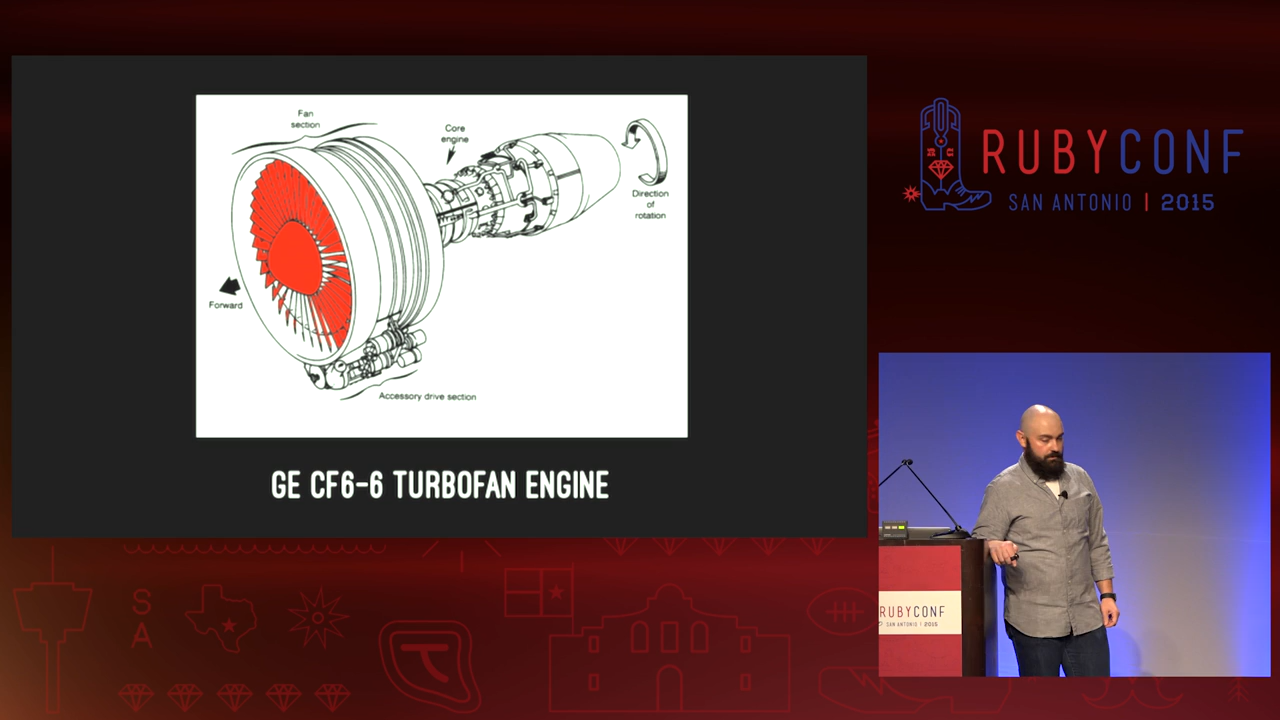 Fan
section
Core
engine
Direction
of
rotation
Forward
Accessory drive section
GE CF6-6 TURBOFAN ENGINE
RUBYCONF
SAN ANTONIO | 2015
S
A
RUBYCONF
SAN ANTONIO | 2015